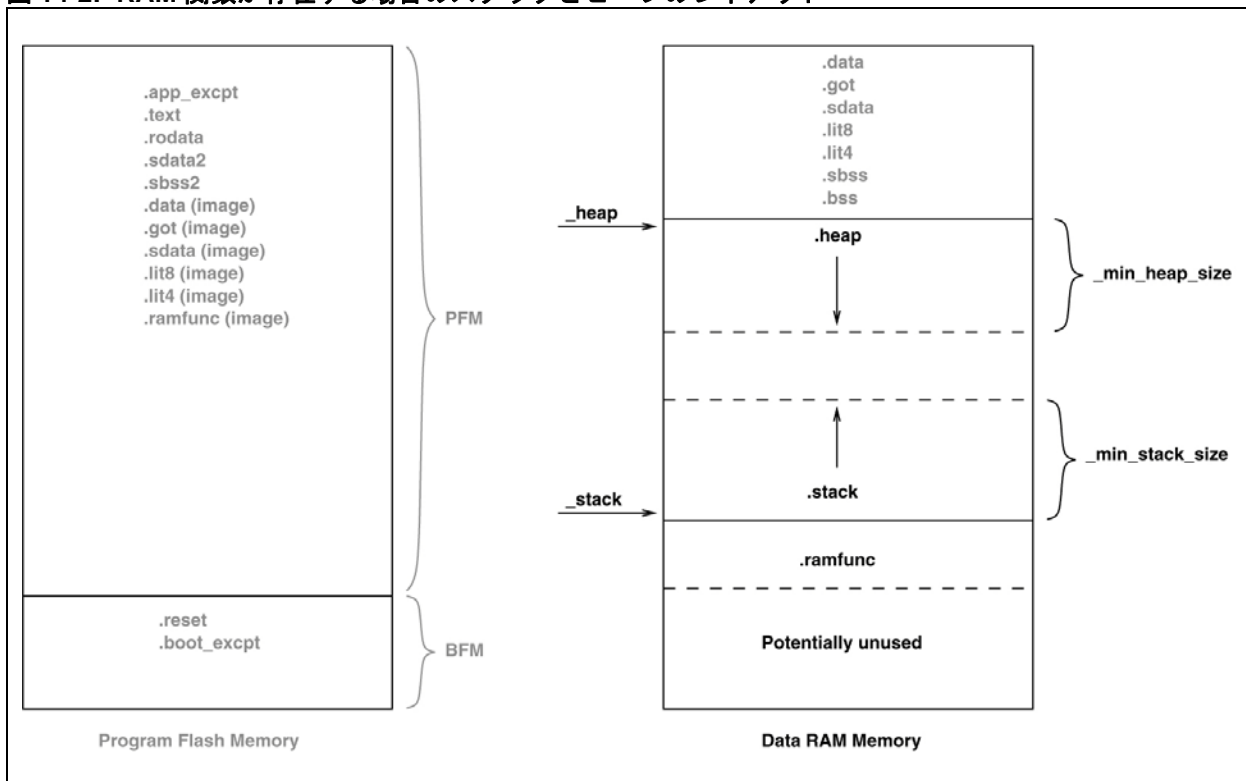 .app_excpt
.text
.rodata
.sdata2
.sbss2
.data (image)
.got (image)
.sdata (image)
.lit8 (image)
.lit4 (image)
.ramfunc (image)
PFM
.reset
.boot_excpt
BFM
Program Flash Memory
.data
.got
.sdata
.lit8
.lit4
.sbss
.bss
_heap
.heap
_min_heap_size
_min_stack_size
_stack
.stack
.ramfunc
Potentially unused
Data RAM Memory